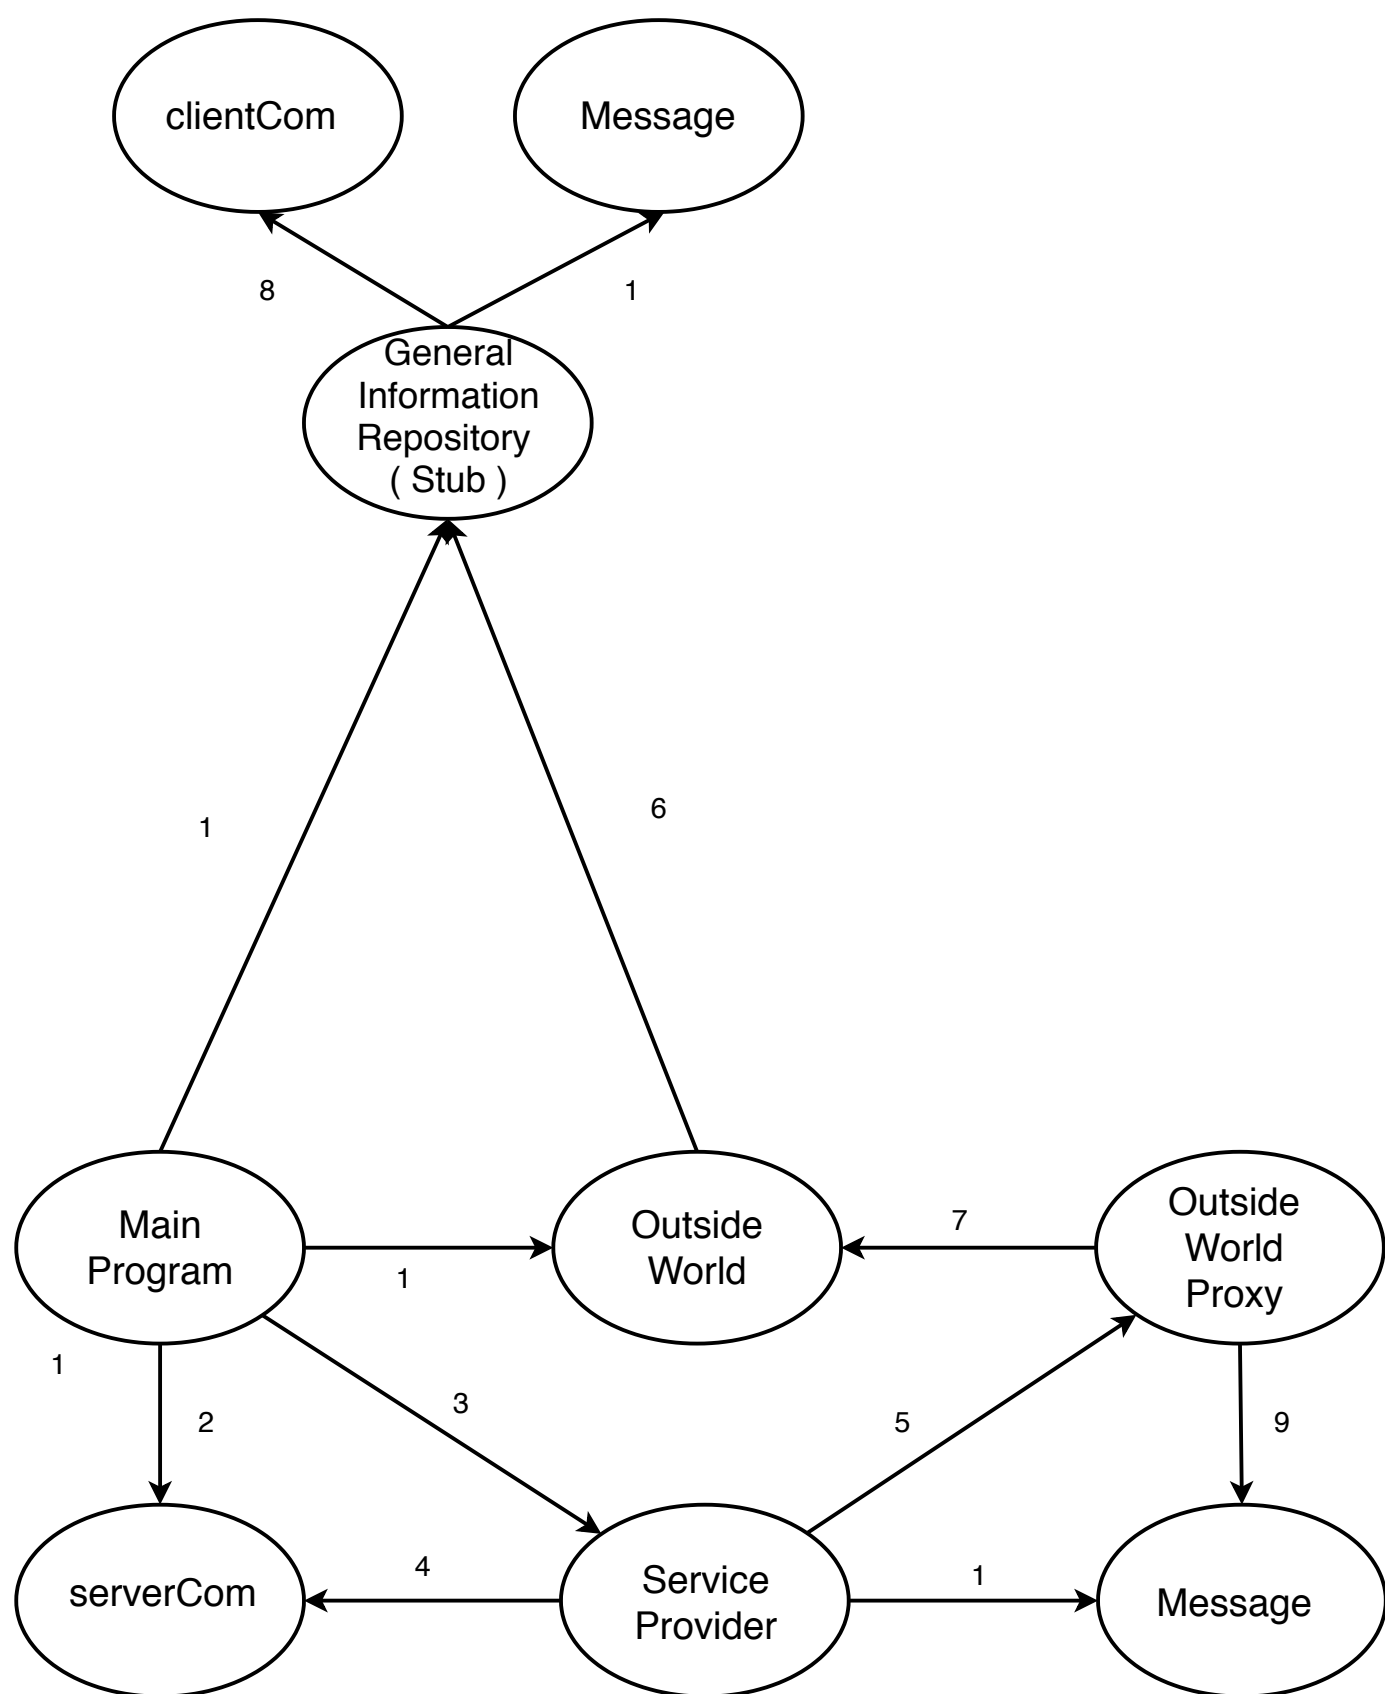 clientCom
Message
8
1
General
Information
Repository
( Stub )
1
6
Main
Program
1
Outside
World
7
Outside
World
Proxy
1
2
3
5
9
serverCom
4
Service
Provider
1
Message